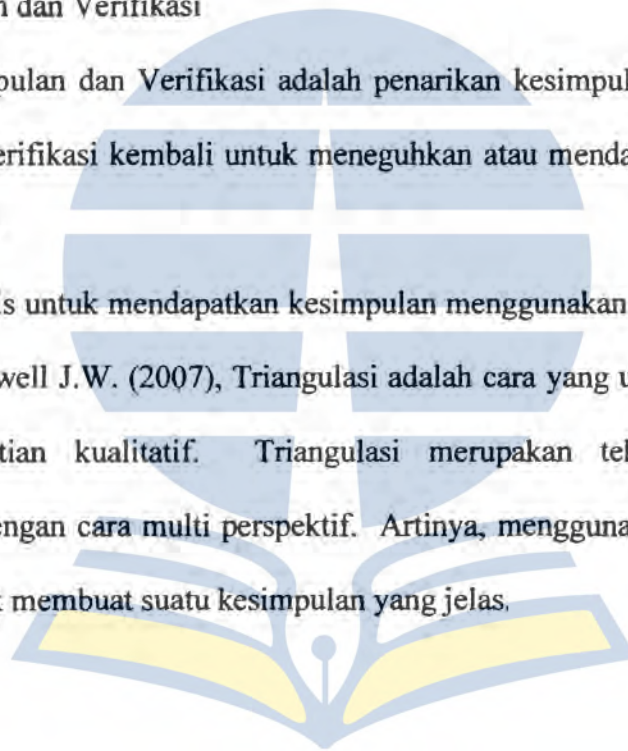 n dan Verifikasi
pulan dan Verifikasi adalah penarikan kesimpul
erifikasi kembali untuk meneguhkan atau menda
is untuk mendapatkan kesimpulan menggunakan
well J.W. (2007), Triangulasi adalah cara yang u
tian kualitatif. Triangulasi merupakan tel
engan cara multi perspektif. Artinya, mengguna
k membuat suatu kesimpulan yang jelas.